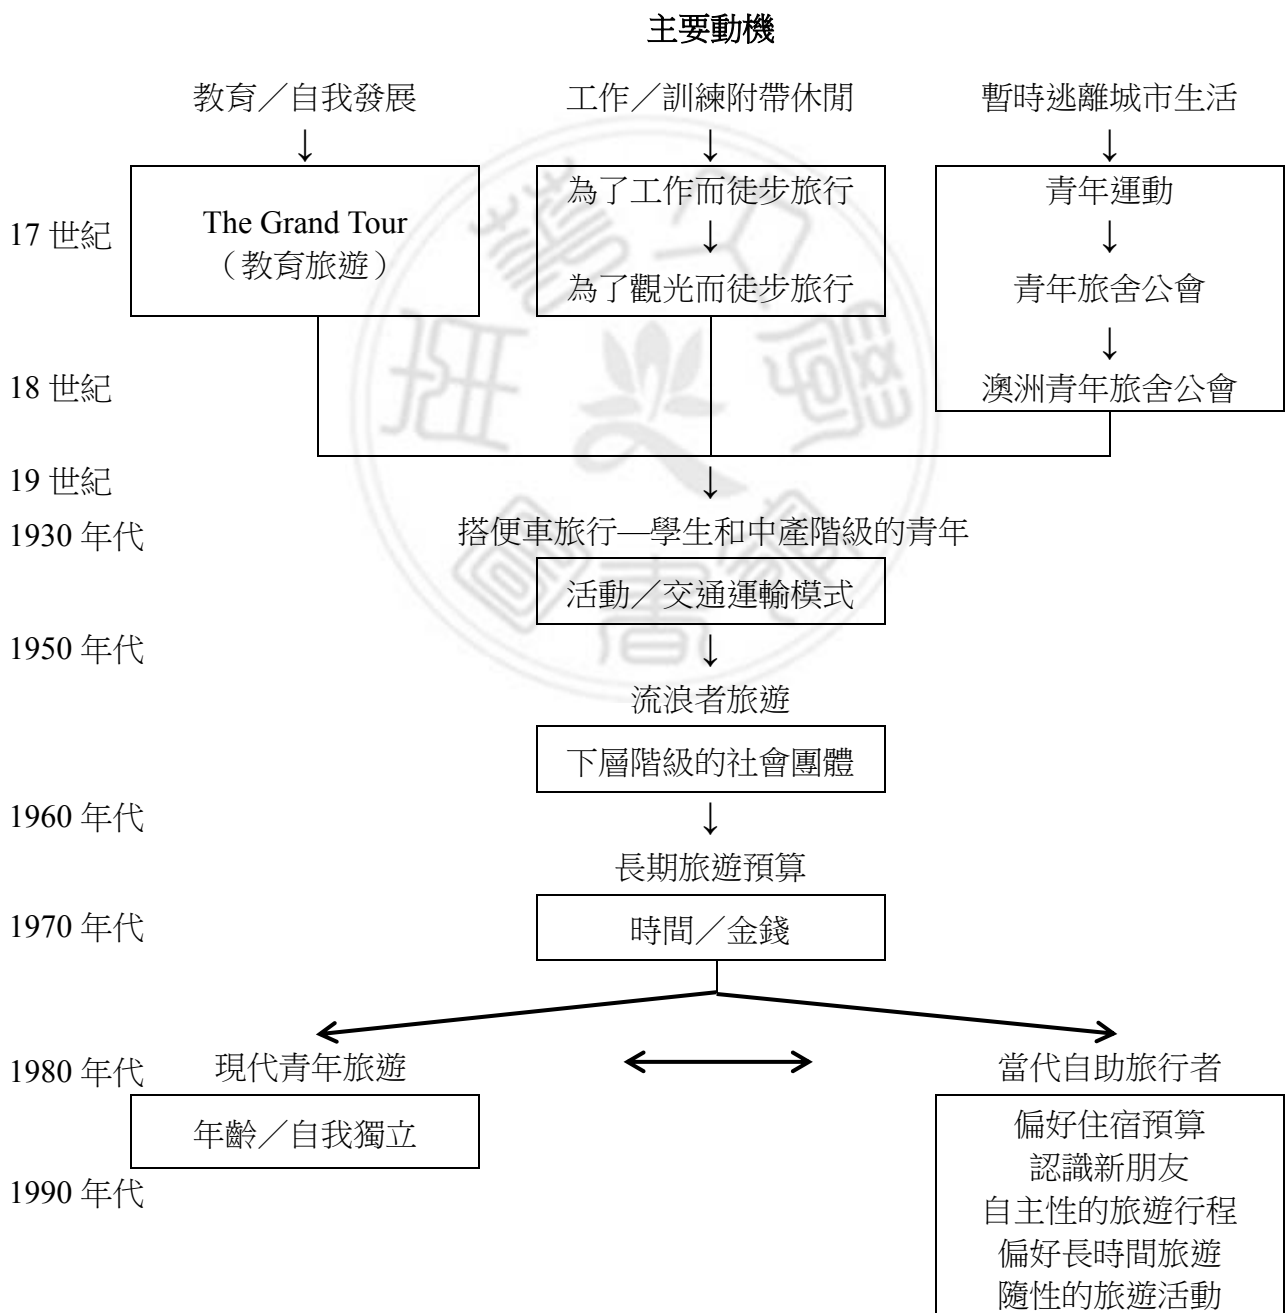 主要動機
教育／自我發展
工作／訓練附帶休閒
暫時逃離城市生活
↓
↓
↓
17 世紀
The Grand Tour
（教育旅遊）
為了工作而徒步旅行
↓
為了觀光而徒步旅行
青年運動
↓
青年旅舍公會
↓
18 世紀
澳洲青年旅舍公會
19 世紀
↓
1930 年代
搭便車旅行—學生和中產階級的青年
活動／交通運輸模式
1950 年代
↓
流浪者旅遊
下層階級的社會團體
1960 年代
↓
長期旅遊預算
1970 年代
時間／金錢
1980 年代
現代青年旅遊
當代自助旅行者
年齡／自我獨立
1990 年代
偏好住宿預算
認識新朋友
自主性的旅遊行程
偏好長時間旅遊
隨性的旅遊活動